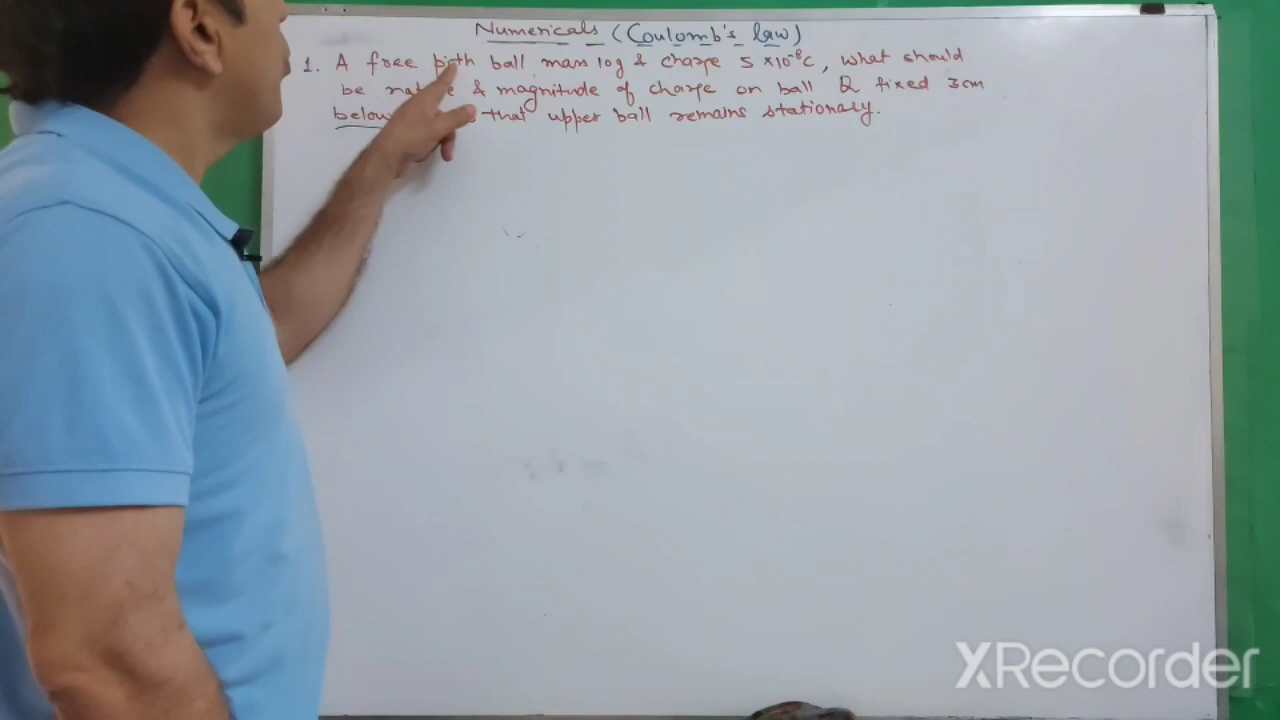 Numericals (Coulomb's law)
1. A free pith ball mass 10g & charge 5 ×10⁻⁸C, what should
be & magnitude of charge on ball Q fixed 3cm
below that upper ball remains stationary.
XRecorder